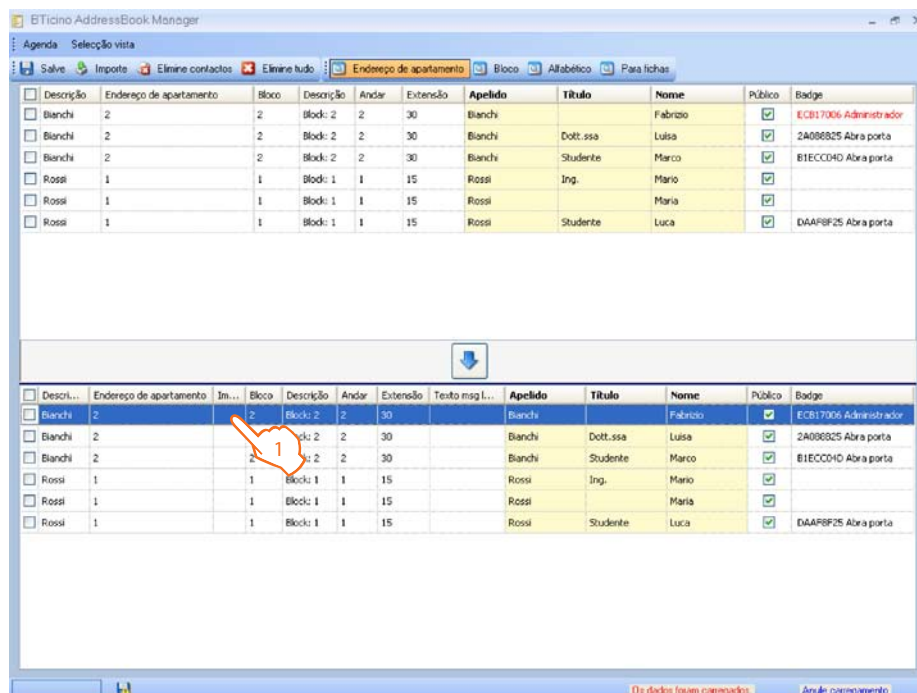 BTicino AddressBook Manager
Agenda Selecção vista
Salve Importe Elimine contactos Elimine tudo Endereço de apartamento Bloco Alfabético Para fichas
Descrição Endereço de apartamento Bloco Descrição Andar Extensão Apelido Título Nome Público Badge
Bianchi 2 2 Block: 2 2 30 Bianchi Fabrizio ECB17006 Administrador
Bianchi 2 2 Block: 2 2 30 Bianchi Dott.ssa Luisa 2A088B25 Abra porta
Bianchi 2 2 Block: 2 2 30 Bianchi Studente Marco B1ECC04D Abra porta
Rossi 1 1 Block: 1 1 15 Rossi Ing. Mario
Rossi 1 1 Block: 1 1 15 Rossi Maria
Rossi 1 1 Block: 1 1 15 Rossi Studente Luca DAAF8F25 Abra porta
Descri... Endereço de apartamento Im... Bloco Descrição Andar Extensão Texto msg l... Apelido Título Nome Público Badge
Bianchi 2 2 Block: 2 2 30 Bianchi Fabrizio ECB17006 Administrador
Bianchi 2 ck: 2 2 30 Bianchi Dott.ssa Luisa 2A088B25 Abra porta
Bianchi 2 2 k: 2 2 30 Bianchi Studente Marco B1ECC04D Abra porta
1
Rossi 1 1 Block: 1 1 15 Rossi Ing. Mario
Rossi 1 1 Block: 1 1 15 Rossi Maria
Rossi 1 1 Block: 1 1 15 Rossi Studente Luca DAAF8F25 Abra porta
Os dados foram carregados. Anule carregamento